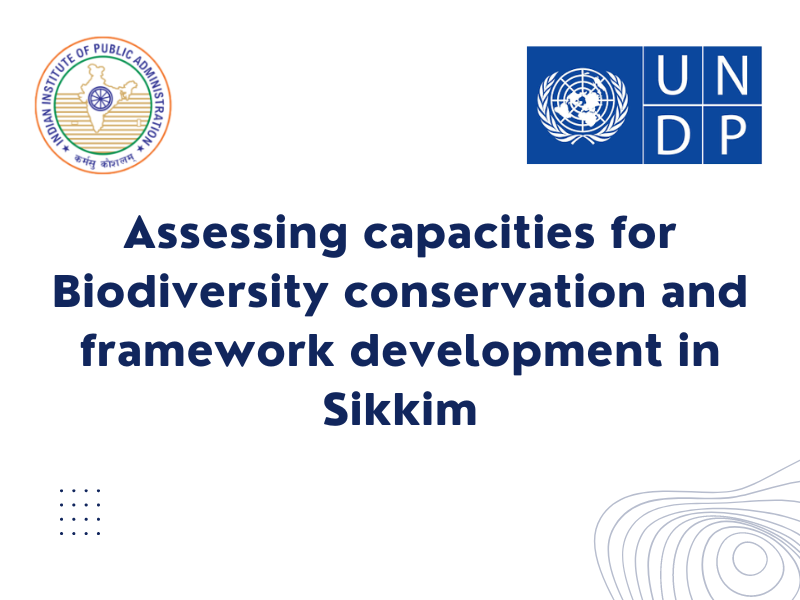 INDIAN INSTITUTE OF PUBLIC ADMINISTRATION
कर्मसु कौशलम्
U N
D P
Assessing capacities for
Biodiversity conservation and
framework development in
Sikkim